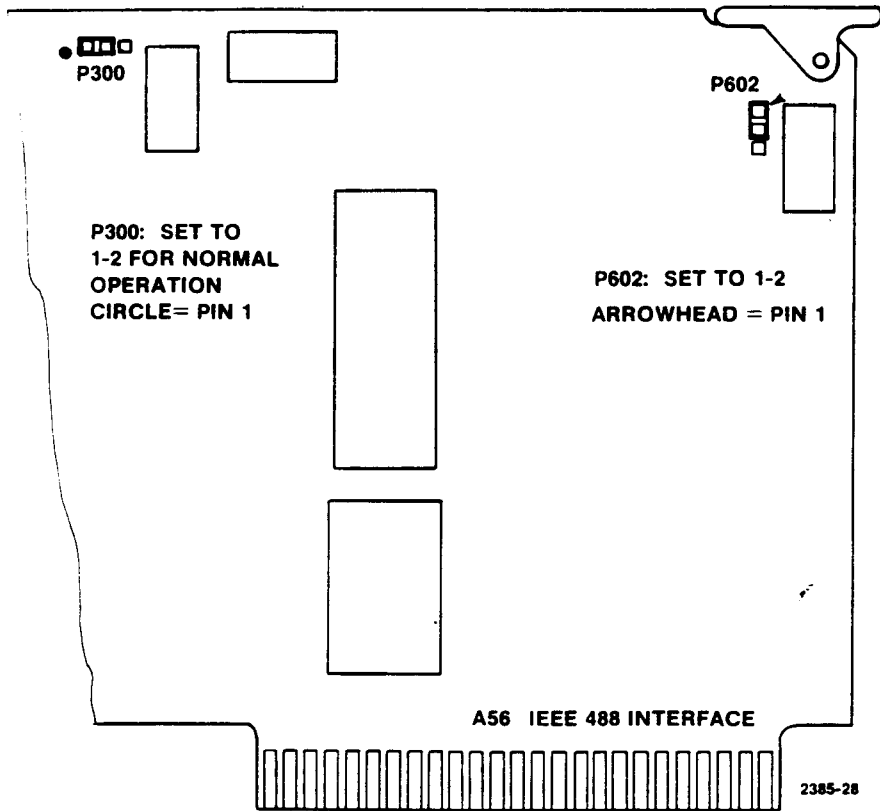 P300
P602
P300: SET TO
1-2 FOR NORMAL
OPERATION
CIRCLE= PIN 1
P602: SET TO 1-2
ARROWHEAD = PIN 1
A56 IEEE 488 INTERFACE
2385-28